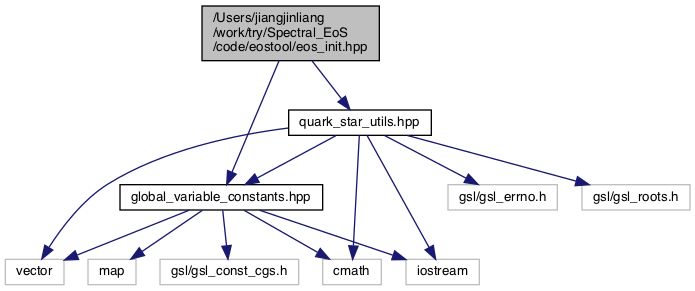 /Users/jiangjinliang
/work/try/Spectral_EoS
/code/eostool/eos_init.hpp
quark_star_utils.hpp
global_variable_constants.hpp
gsl/gsl_errno.h
gsl/gsl_roots.h
vector
map
gsl/gsl_const_cgs.h
cmath
iostream